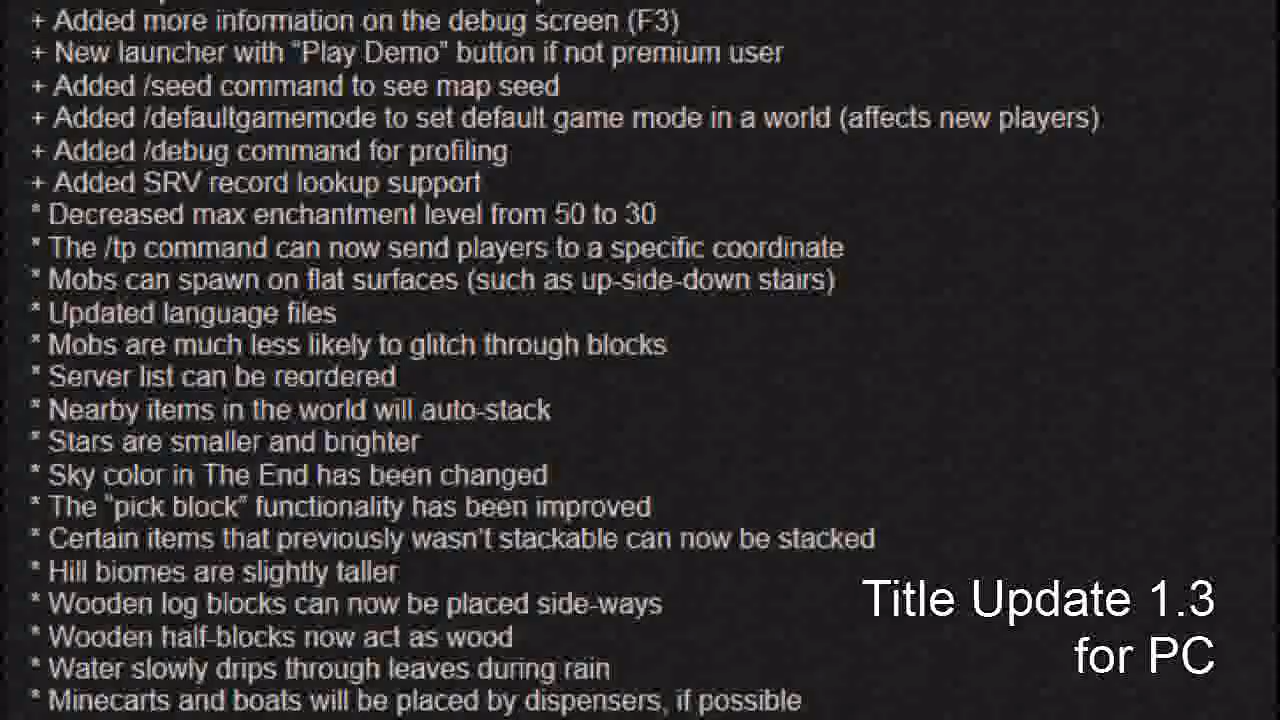 + Added more information on the debug screen (F3)
+ New launcher with "Play Demo" button if not premium user
+ Added /seed command to see map seed
+ Added /defaultgamemode to set default game mode in a world (affects new players)
+ Added /debug command for profiling
+ Added SRV record lookup support
* Decreased max enchantment level from 50 to 30
* The /tp command can now send players to a specific coordinate
* Mobs can spawn on flat surfaces (such as up-side-down stairs)
* Updated language files
* Mobs are much less likely to glitch through blocks
* Server list can be reordered
* Nearby items in the world will auto-stack
* Stars are smaller and brighter
* Sky color in The End has been changed
* The "pick block" functionality has been improved
* Certain items that previously wasn't stackable can now be stacked
* Hill biomes are slightly taller
* Wooden log blocks can now be placed side-ways
* Wooden half-blocks now act as wood
* Water slowly drips through leaves during rain
* Minecarts and boats will be placed by dispensers, if possible
Title Update 1.3
for PC